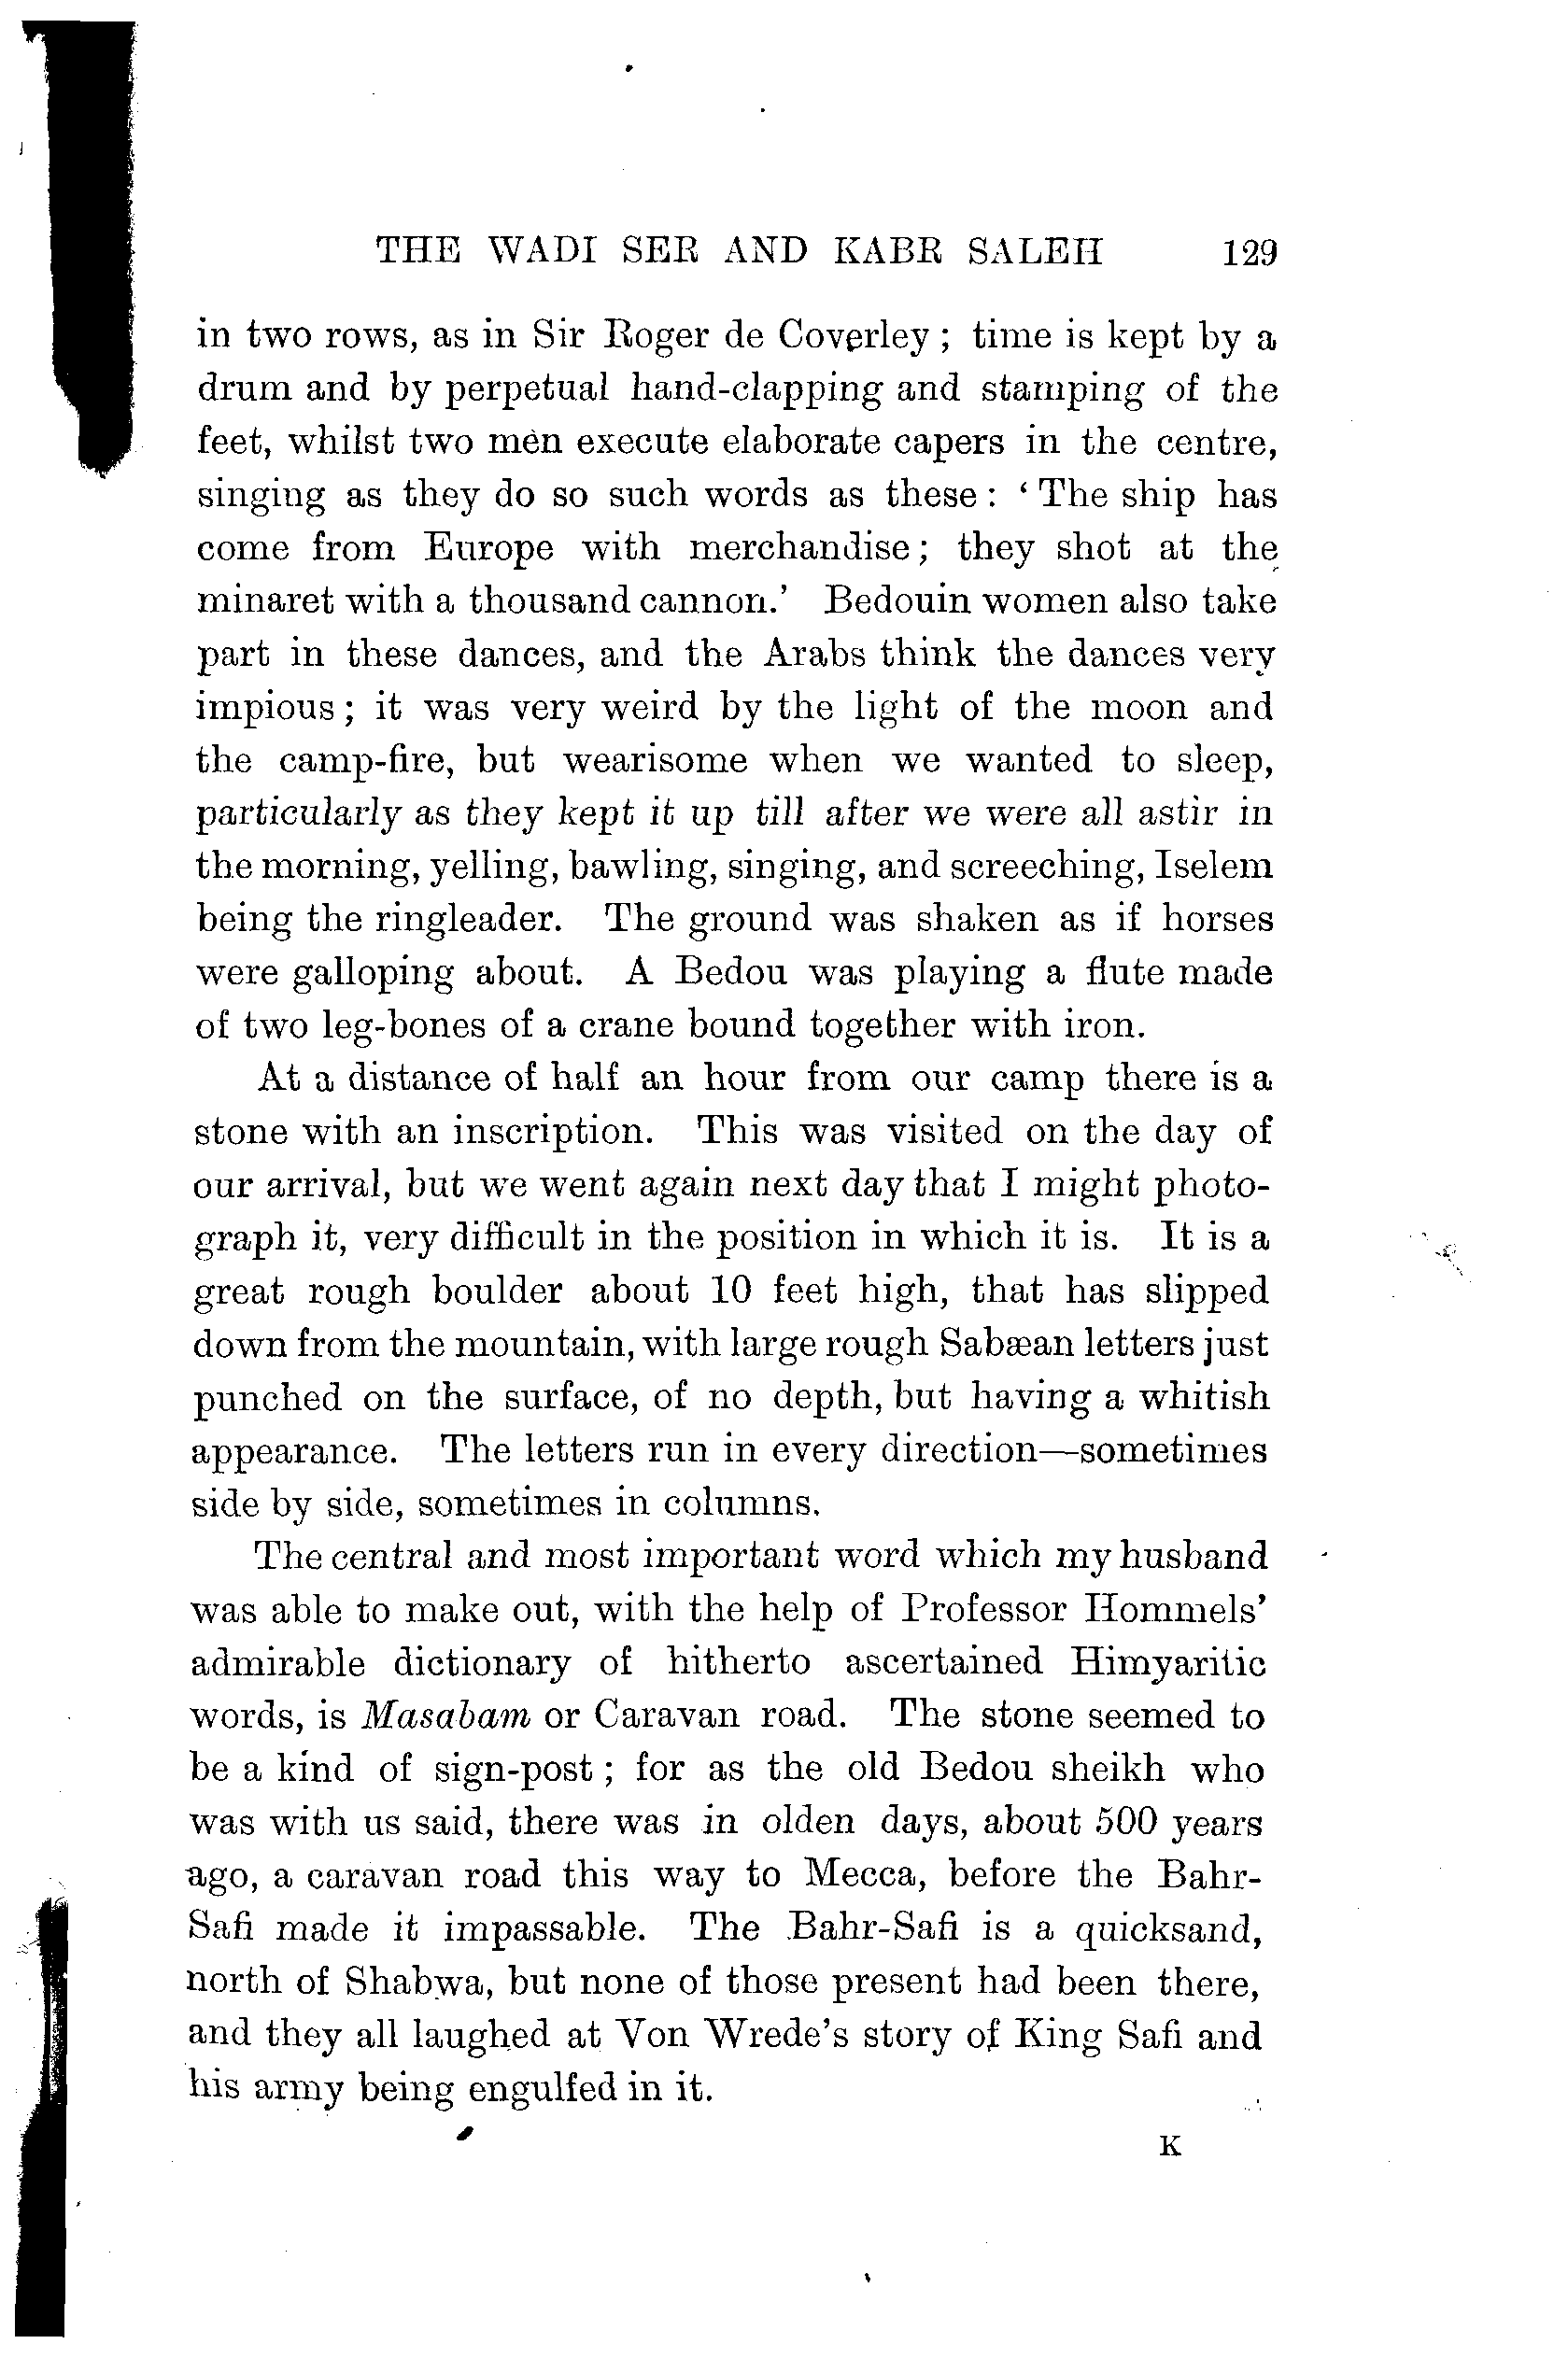 THE WADI SER AND KABR SALEH 129
in two rows, as in Sir Roger de Coverley ; time is kept by a
drum and by perpetual hand-clapping and stamping of the
feet, whilst two men execute elaborate capers in the centre,
singing as they do so such words as these : ‘ The ship has
come from Europe with merchandise ; they shot at the
minaret with a thousand cannon.’ Bedouin women also take
part in these dances, and the Arabs think the dances very
impious ; it was very weird by the light of the moon and
the camp-fire, but wearisome when we wanted to sleep,
particularly as they kept it up till after we were all astir in
the morning, yelling, bawling, singing, and screeching, Iselem
being the ringleader. The ground was shaken as if horses
were galloping about. A Bedou was playing a flute made
of two leg-bones of a crane bound together with iron.
At a distance of half an hour from our camp there is a
stone with an inscription. This was visited on the day of
our arrival, but we went again next day that I might photo-
graph it, very difficult in the position in which it is. It is a
great rough boulder about 10 feet high, that has slipped
down from the mountain, with large rough Sabæan letters just
punched on the surface, of no depth, but having a whitish
appearance. The letters run in every direction—sometimes
side by side, sometimes in columns.
The central and most important word which my husband
was able to make out, with the help of Professor Hommels’
admirable dictionary of hitherto ascertained Himyaritic
words, is Masabam or Caravan road. The stone seemed to
be a kind of sign-post ; for as the old Bedou sheikh who
was with us said, there was in olden days, about 500 years
ago, a caravan road this way to Mecca, before the Bahr-
Safi made it impassable. The Bahr-Safi is a quicksand,
north of Shabwa, but none of those present had been there,
and they all laughed at Von Wrede’s story of King Safi and
his army being engulfed in it.
K